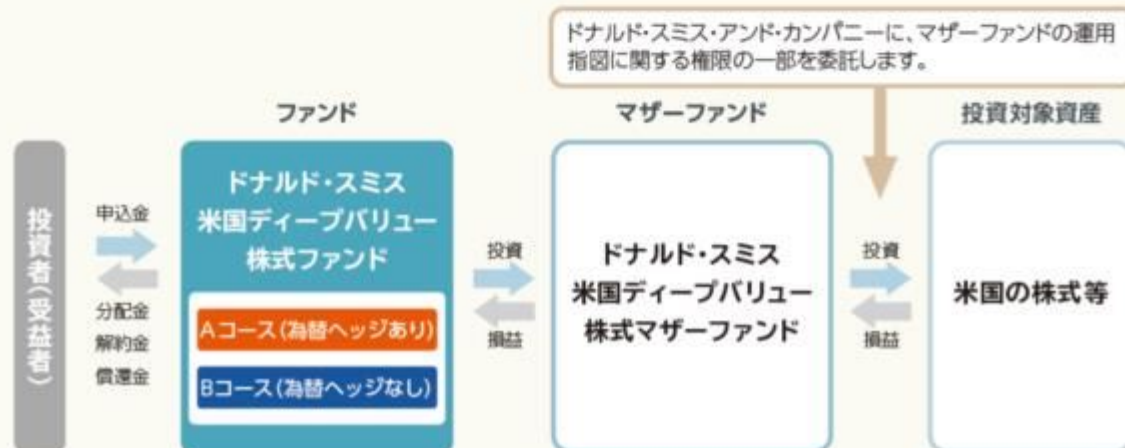 ドナルド・スミス・アンド・カンパニーに、マザーファンドの運用
指図に関する権限の一部を委託します。
ファンド
マザーファンド
投資対象資産
投資者(受益者)
申込金
分配金
解約金
償還金
ドナルド・スミス
米国ディープバリュー
株式ファンド
Aコース(為替ヘッジあり)
Bコース(為替ヘッジなし)
投資
損益
ドナルド・スミス
米国ディープバリュー
株式マザーファンド
投資
損益
米国の株式等